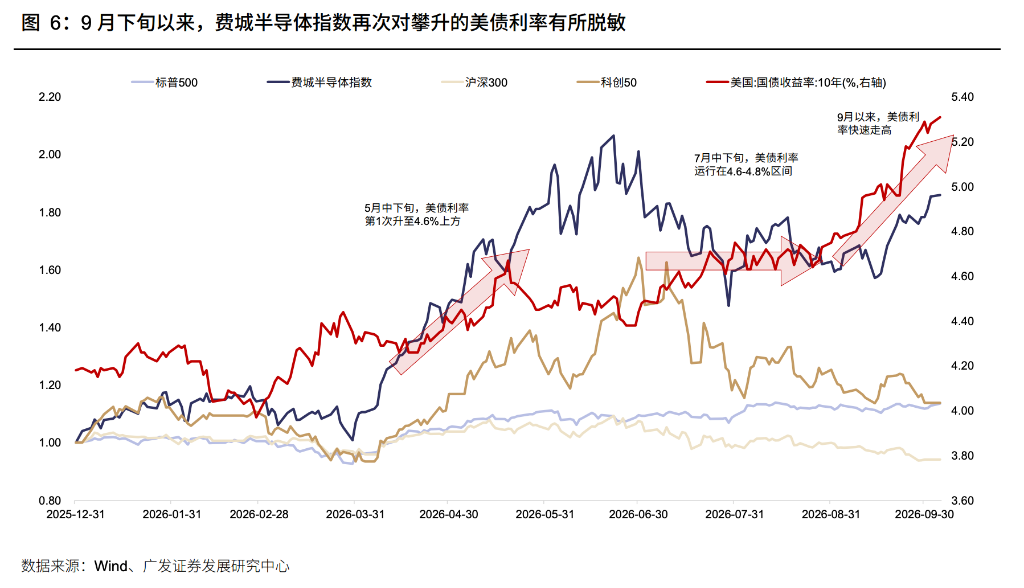 图 6：9 月下旬以来，费城半导体指数再次对攀升的美债利率有所脱敏
标普500
费城半导体指数
沪深300
科创50
美国:国债收益率:10年(%,右轴)
2.20
2.00
1.80
1.60
1.40
1.20
1.00
0.80
5.40
5.20
5.00
4.80
4.60
4.40
4.20
4.00
3.80
3.60
5月中下旬，美债利率
第1次升至4.6%上方
7月中下旬，美债利率
运行在4.6-4.8%区间
9月以来，美债利
率快速走高
2025-12-31
2026-01-31
2026-02-28
2026-03-31
2026-04-30
2026-05-31
2026-06-30
2026-07-31
2026-08-31
2026-09-30
数据来源：Wind、广发证券发展研究中心